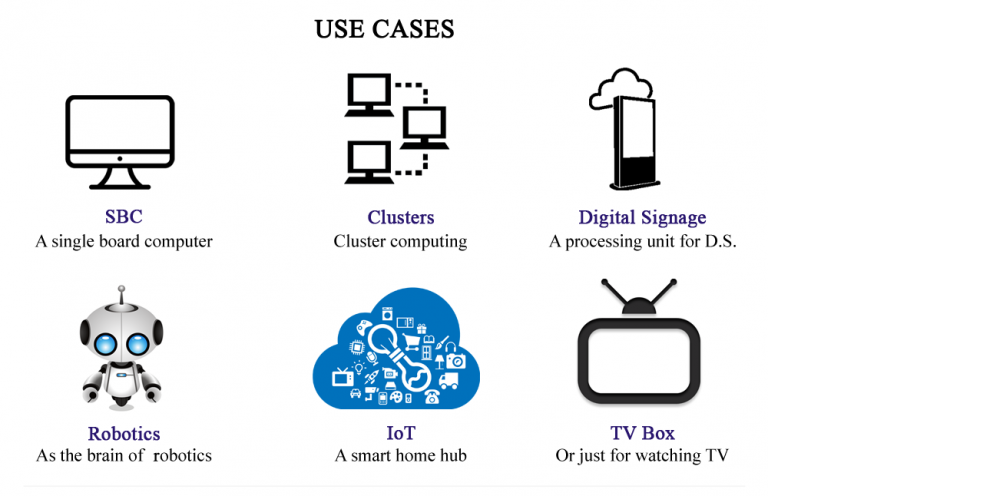 USE CASES
SBC
A single board computer
Clusters
Cluster computing
Digital Signage
A processing unit for D.S.
Robotics
As the brain of robotics
IoT
A smart home hub
TV Box
Or just for watching TV